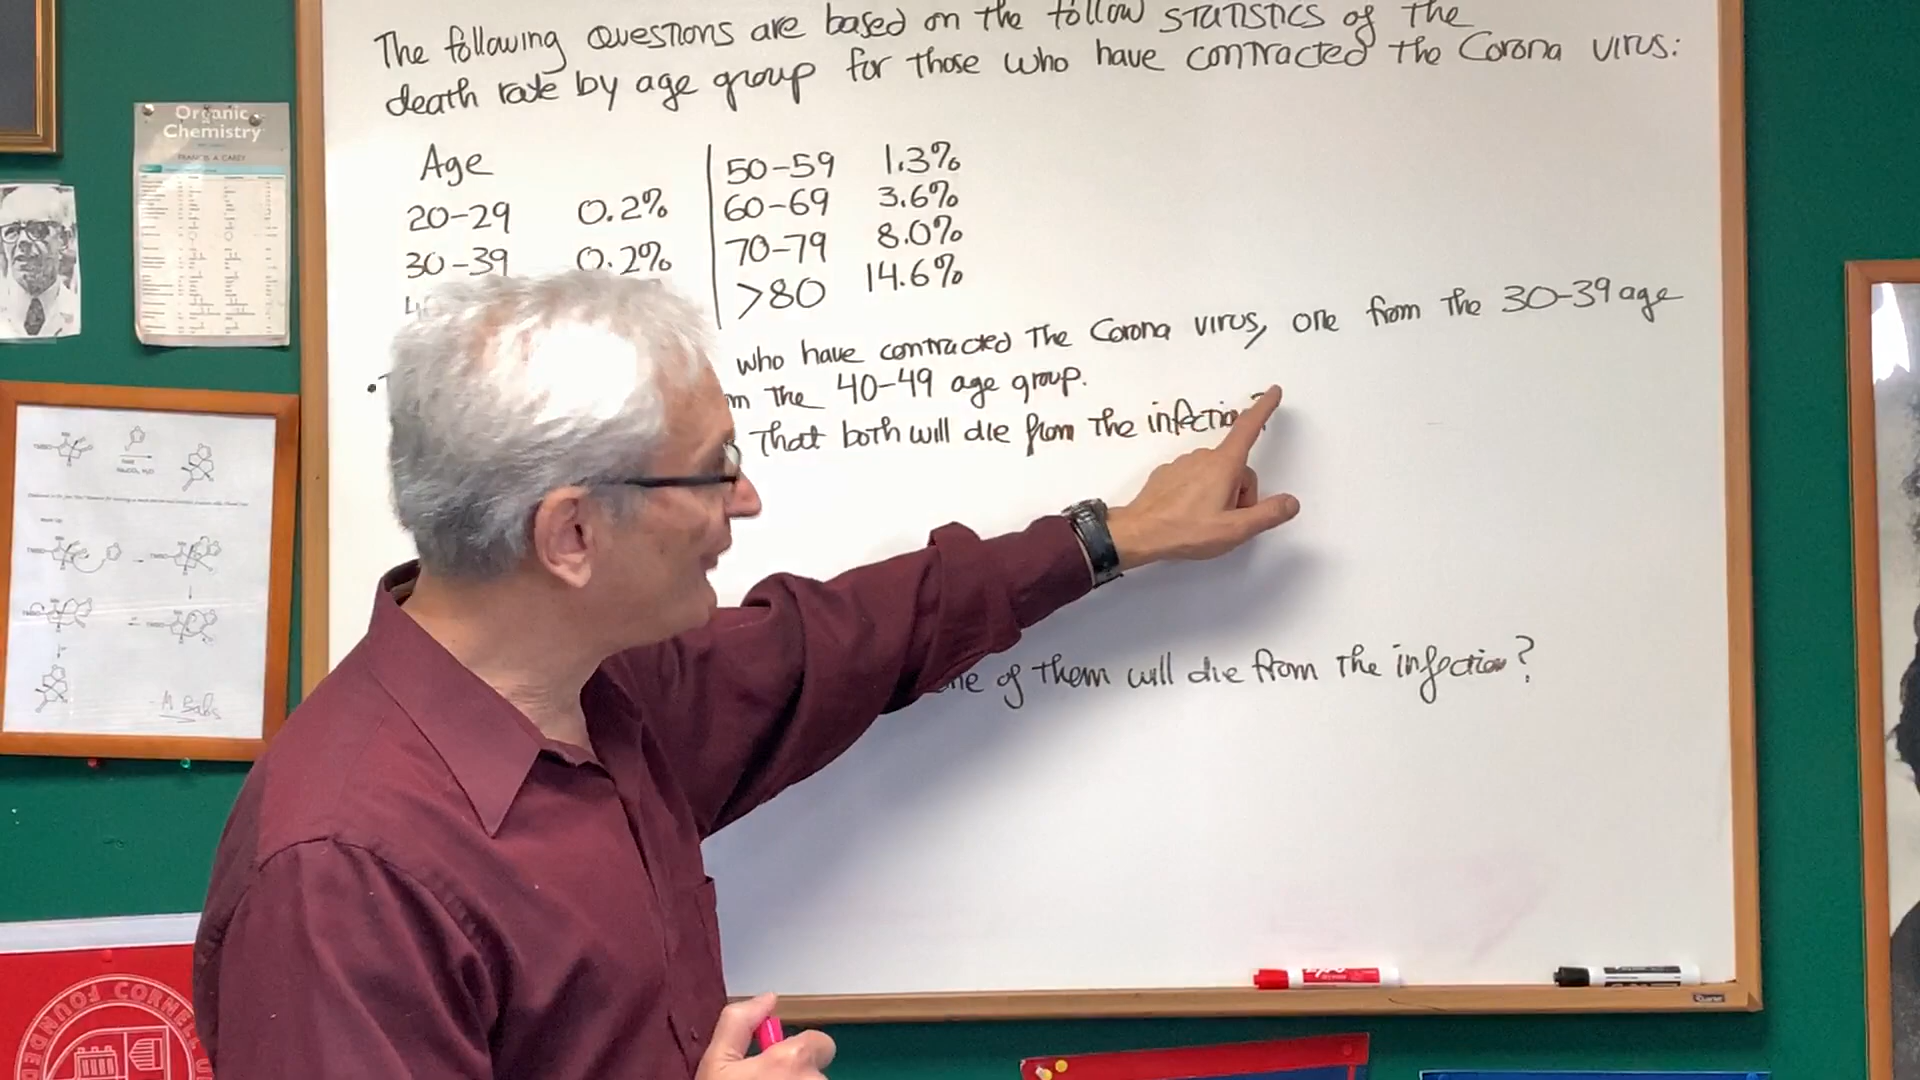 The following questions are based on the follow statistics of the
death rate by age group for those who have contracted the Corona virus:
Age
20-29 0.2%
30-39 0.2%
50-59 1.3%
60-69 3.6%
70-79 8.0%
>80 14.6%
who have contracted the Corona virus, one from the 30-39 age
the 40-49 age group.
that both will die from the infection?
of them will die from the infection?
Organic
Chemistry
FRANCIS A CAREY